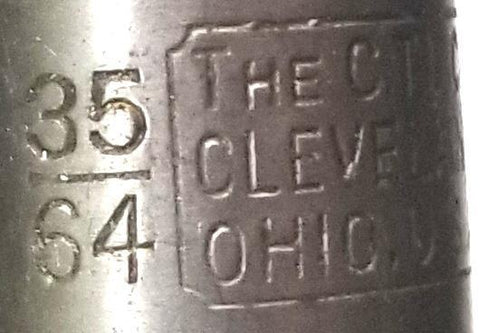 35
64
THE C
CLEVE
OHIO, U